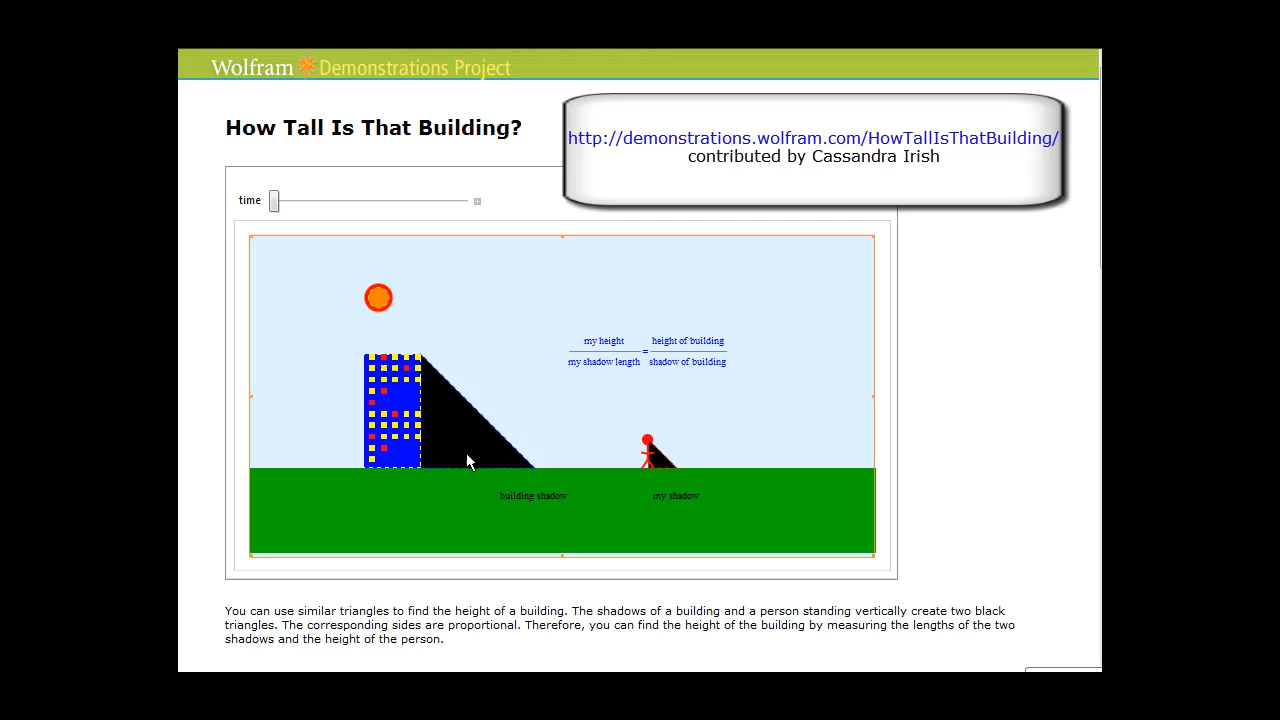 Wolfram Demonstrations Project
How Tall Is That Building?
http://demonstrations.wolfram.com/HowTallIsThatBuilding/
contributed by Cassandra Irish
time
my height
my shadow length
=
height of building
shadow of building
building shadow
my shadow
You can use similar triangles to find the height of a building. The shadows of a building and a person standing vertically create two black
triangles. The corresponding sides are proportional. Therefore, you can find the height of the building by measuring the lengths of the two
shadows and the height of the person.